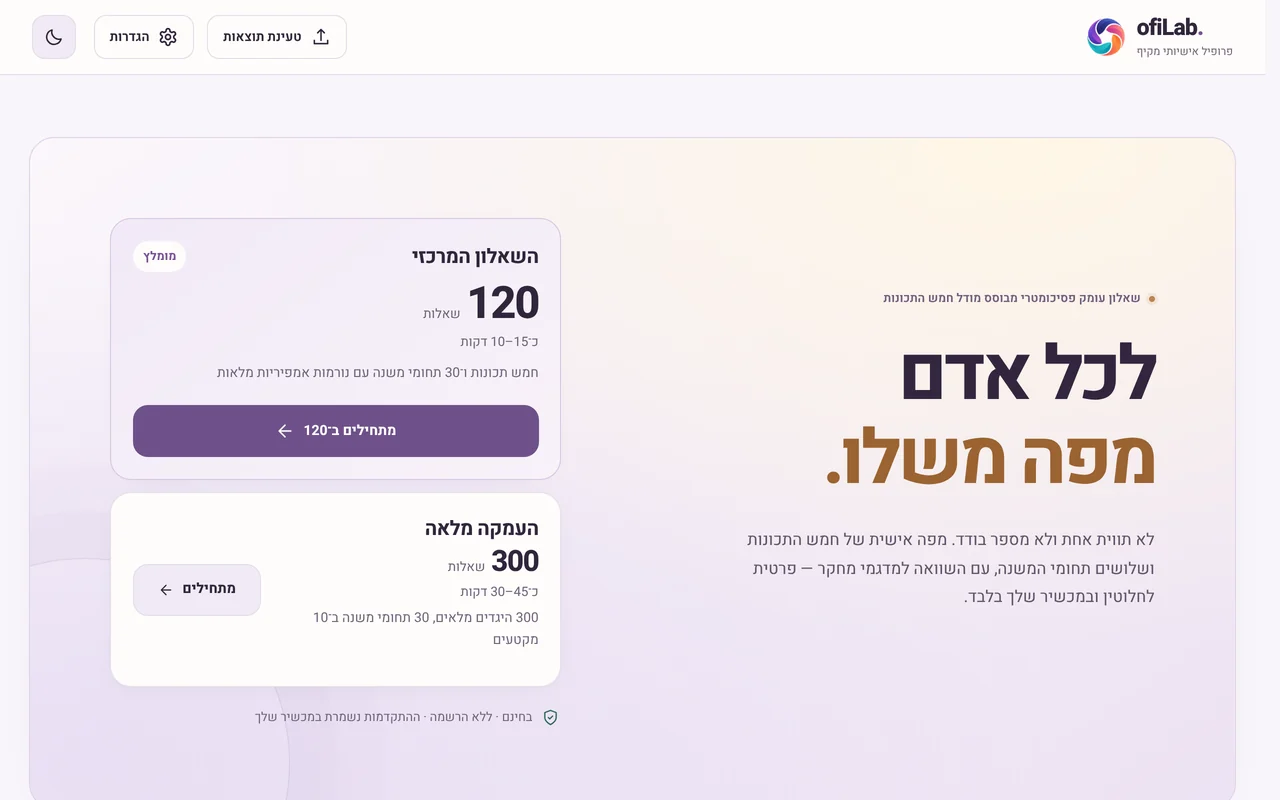 ofiLab.
פרופיל אישיותי מקיף
טעינת תוצאות
הגדרות
שאלון עומק פסיכומטרי מבוסס מודל חמש התכונות
לכל אדם
מפה משלו.
לא תווית אחת ולא מספר בודד. מפה אישית של חמש התכונות
ושלושים תחומי המשנה, עם השוואה למדגמי מחקר — פרטית
לחלוטין ובמכשיר שלך בלבד.
השאלון המרכזי
מומלץ
120 שאלות
כ־10–15 דקות
חמש תכונות ו־30 תחומי משנה עם נורמות אמפיריות מלאות
מתחילים ב־120 ←
העמקה מלאה
300 שאלות
כ־30–45 דקות
300 היגדים מלאים, 30 תחומי משנה ב־10
מקטעים
מתחילים ←
בחינם · ללא הרשמה · ההתקדמות נשמרת במכשיר שלך